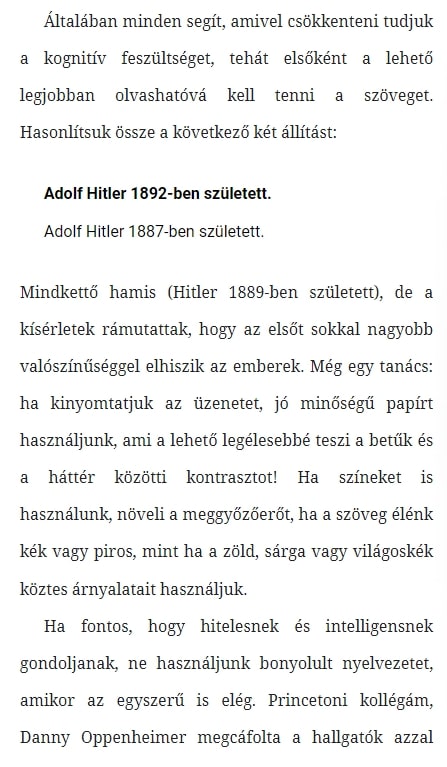 Általában minden segít, amivel csökkenteni tudjuk
a kognitív feszültséget, tehát elsőként a lehető
legjobban olvashatóvá kell tenni a szöveget.
Hasonlítsuk össze a következő két állítást:
Adolf Hitler 1892-ben született.
Adolf Hitler 1887-ben született.
Mindkettő hamis (Hitler 1889-ben született), de a
kísérletek rámutattak, hogy az elsőt sokkal nagyobb
valószínűséggel elhiszik az emberek. Még egy tanács:
ha kinyomtatjuk az üzenetet, jó minőségű papírt
használjunk, ami a lehető legélesebbé teszi a betűk és
a háttér közötti kontrasztot! Ha színeket is
használunk, növeli a meggyőzőerőt, ha a szöveg élénk
kék vagy piros, mint ha a zöld, sárga vagy világoskék
köztes árnyalatait használjuk.
Ha fontos, hogy hitelesnek és intelligensnek
gondoljanak, ne használjunk bonyolult nyelvezetet,
amikor az egyszerű is elég. Princetoni kollégám,
Danny Oppenheimer megcáfolta a hallgatók azzal